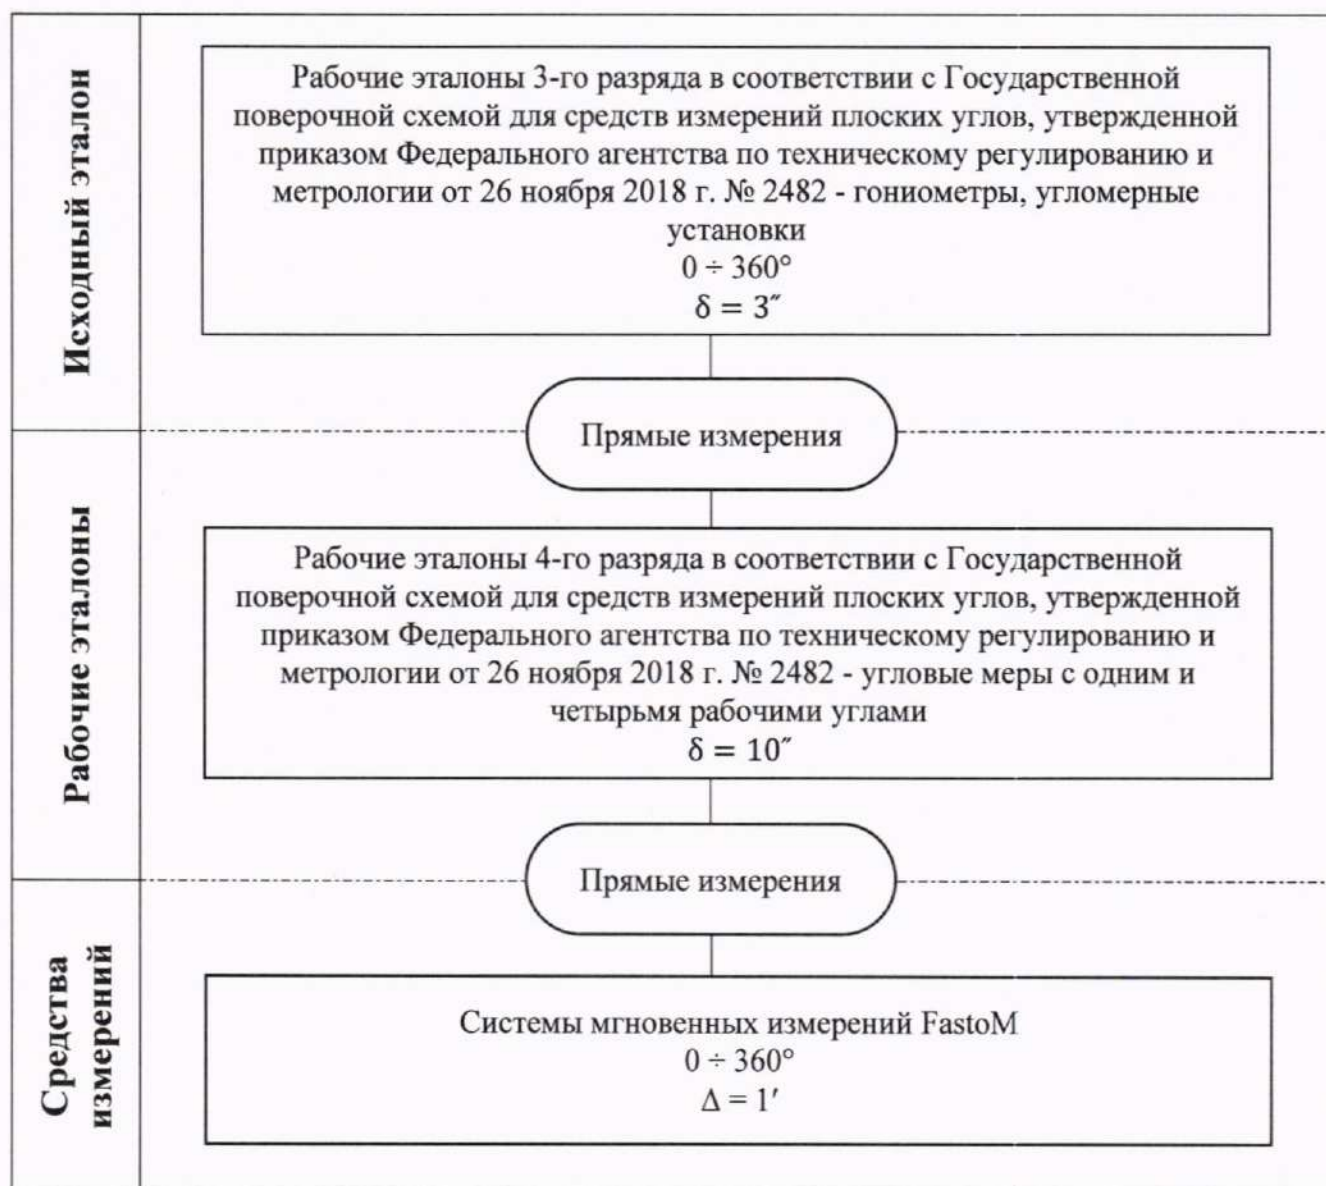 Исходный эталон
Рабочие эталоны 3-го разряда в соответствии с Государственной
поверочной схемой для средств измерений плоских углов, утвержденной
приказом Федерального агентства по техническому регулированию и
метрологии от 26 ноября 2018 г. № 2482 - гониометры, угломерные
установки
0 ÷ 360°
δ = 3″
Прямые измерения
Рабочие эталоны
Рабочие эталоны 4-го разряда в соответствии с Государственной
поверочной схемой для средств измерений плоских углов, утвержденной
приказом Федерального агентства по техническому регулированию и
метрологии от 26 ноября 2018 г. № 2482 - угловые меры с одним и
четырьмя рабочими углами
δ = 10″
Прямые измерения
Средства
измерений
Системы мгновенных измерений FastoM
0 ÷ 360°
Δ = 1′